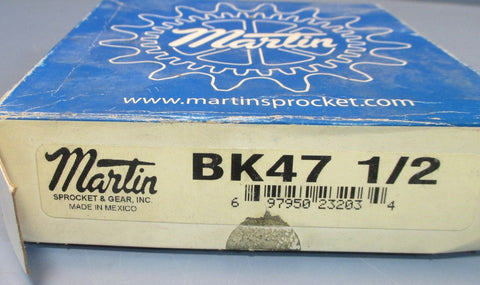 Martin
www.martinsprocket.com
Martin
SPROCKET & GEAR, INC.
MADE IN MEXICO
BK47 1/2
6 97950 23203 4